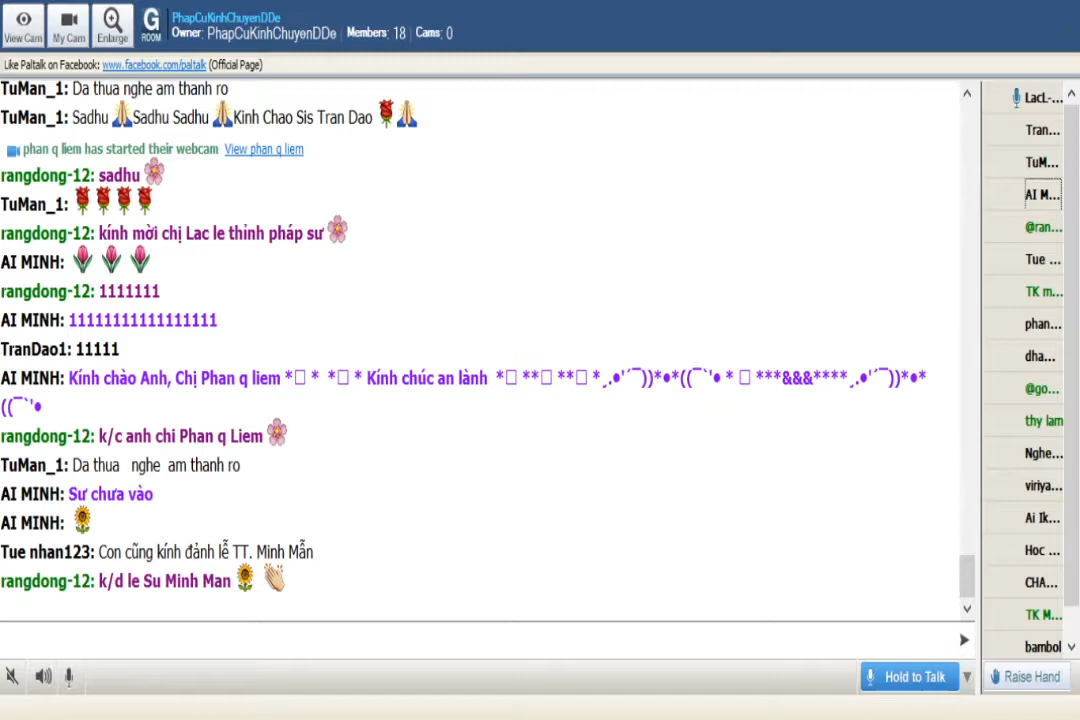 View Cam
My Cam
Enlarge
G
ROOM
PhapCuKinhChuyenDDe
Owner: PhapCuKinhChuyenDDe | Members: 18 | Cams: 0
Like Paltalk on Facebook: www.facebook.com/paltalk (Official Page)
TuMan_1: Da thua nghe am thanh ro
TuMan_1: Sadhu Sadhu Sadhu Kinh Chao Sis Tran Dao
phan q liem has started their webcam View phan q liem
rangdong-12: sadhu
TuMan_1:
rangdong-12: kính mời chị Lac le thỉnh pháp sư
AI MINH:
rangdong-12: 1111111
AI MINH: 11111111111111111
TranDao1: 11111
AI MINH: Kính chào Anh, Chị Phan q liem *□ * *□ * Kính chúc an lành *□ **□ **□ *¸.•'´¯))*•*((¯`'• * □ ***&&&****¸.•'´¯))*•*
((¯`'•
rangdong-12: k/c anh chi Phan q Liem
TuMan_1: Da thua nghe am thanh ro
AI MINH: Sư chưa vào
AI MINH:
Tue nhan123: Con cũng kính đảnh lễ TT. Minh Mẫn
rangdong-12: k/d le Su Minh Man
LacL-...
Tran...
TuM...
AI M...
@ran...
Tue ...
TK m...
phan...
dha...
@go...
thy lam
Nghe...
viriya...
Ai Ik...
Hoc ...
CHA...
TK M...
bambol
Hold to Talk
Raise Hand